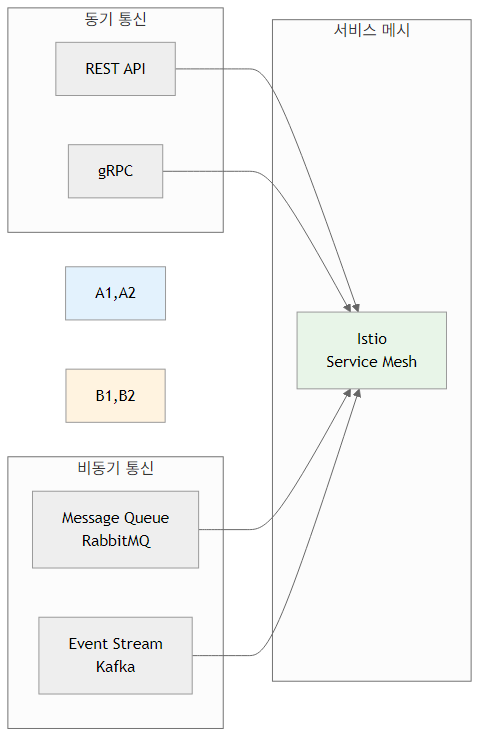 동기 통신
REST API
gRPC
A1,A2
B1,B2
비동기 통신
Message Queue
RabbitMQ
Event Stream
Kafka
서비스 메시
Istio
Service Mesh